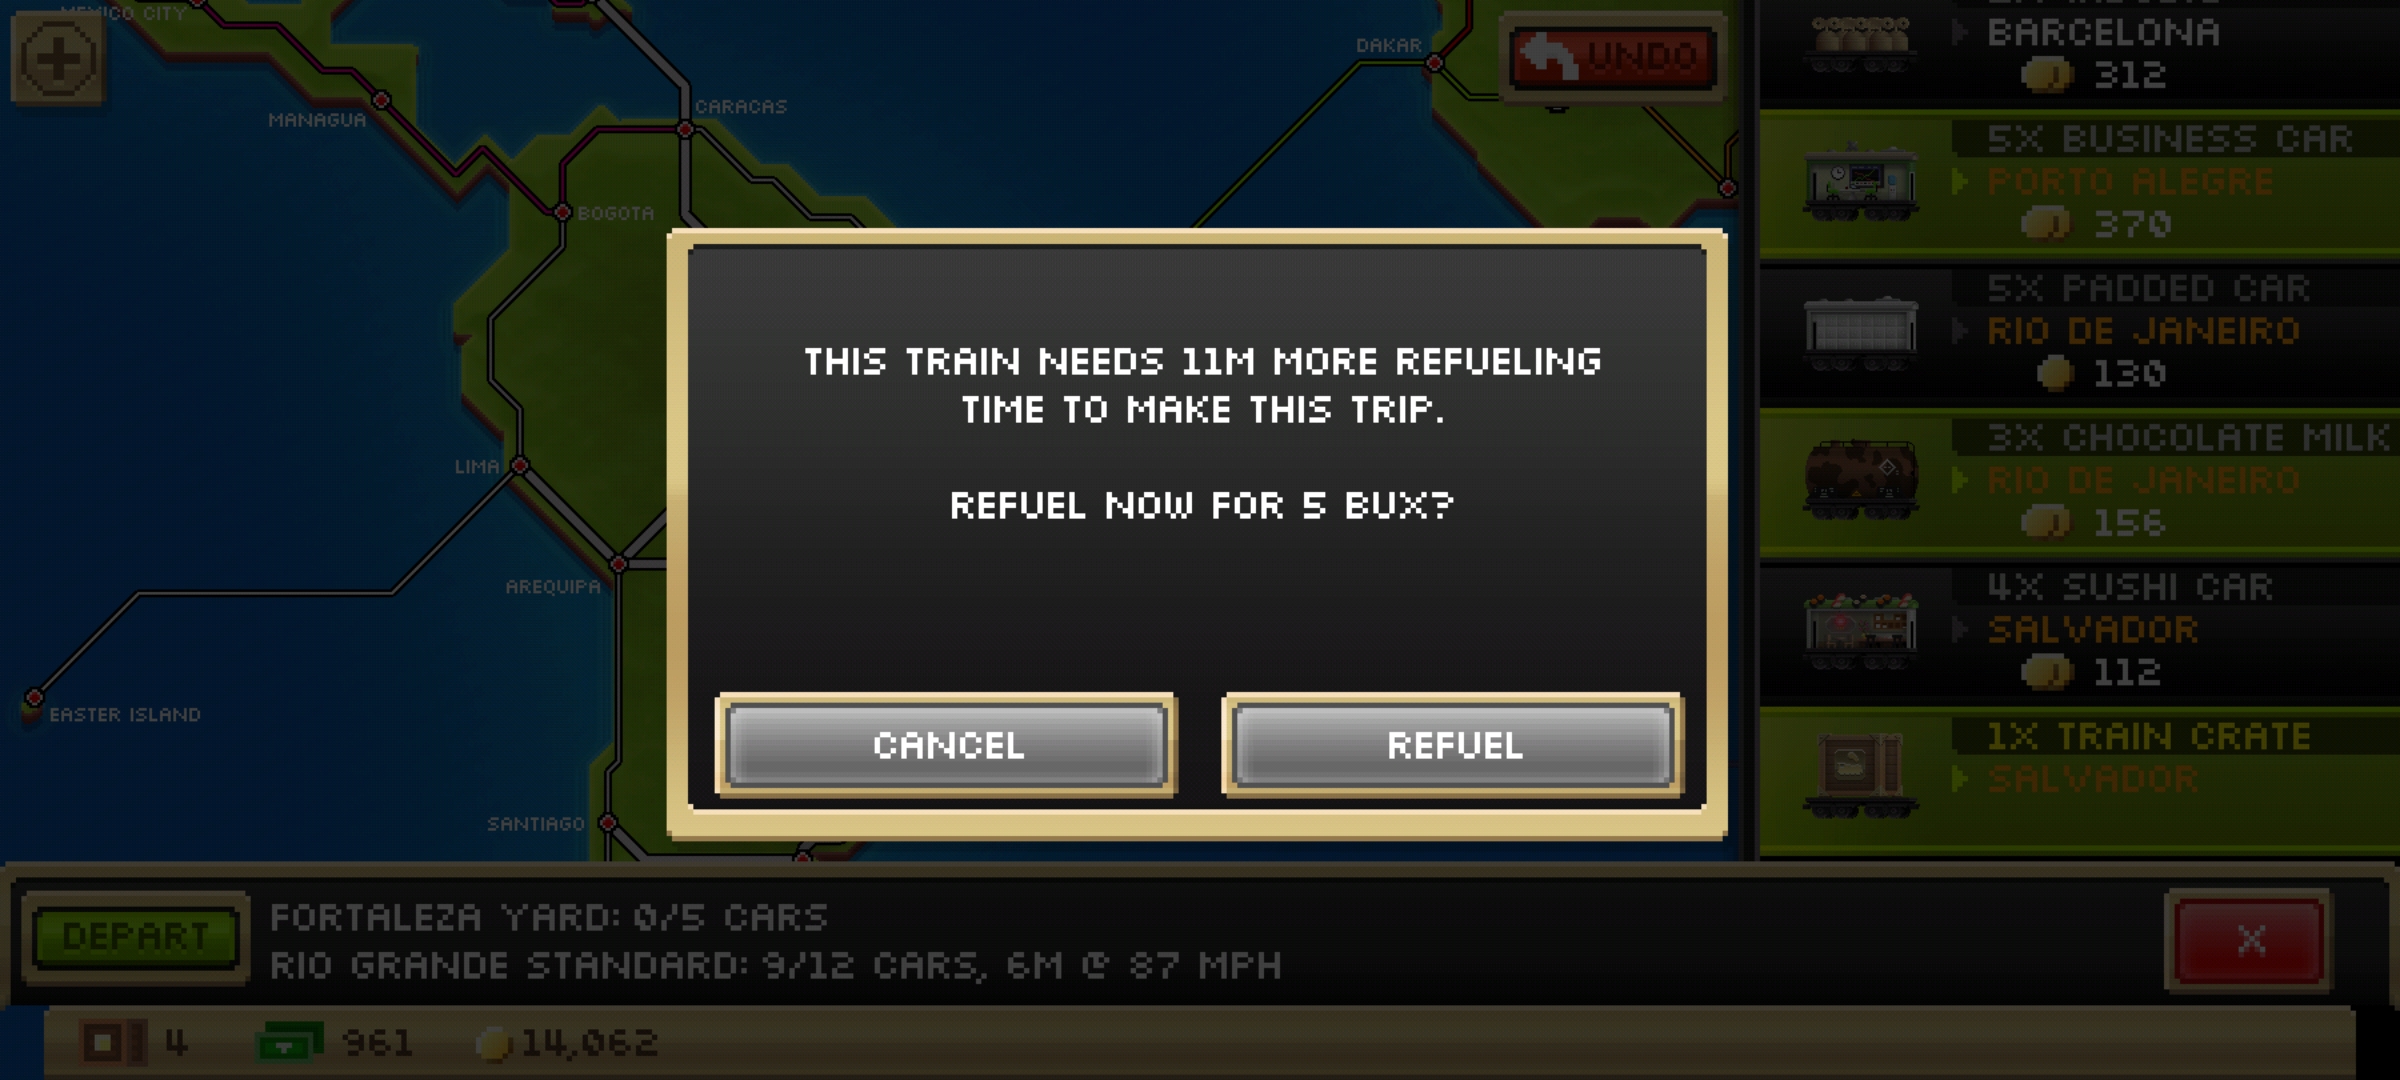 MEXICO CITY
MANAGUA
CARACAS
BOGOTA
DAKAR
UNDO
LIMA
AREQUIPA
EASTER ISLAND
SANTIAGO
THIS TRAIN NEEDS 11M MORE REFUELING
TIME TO MAKE THIS TRIP.
REFUEL NOW FOR 5 BUX?
CANCEL
REFUEL
BARCELONA
312
5X BUSINESS CAR
PORTO ALEGRE
370
5X PADDED CAR
RIO DE JANEIRO
130
3X CHOCOLATE MILK
RIO DE JANEIRO
156
4X SUSHI CAR
SALVADOR
112
1X TRAIN CRATE
SALVADOR
DEPART
FORTALEZA YARD: 0/5 CARS
RIO GRANDE STANDARD: 9/12 CARS, 6M @ 87 MPH
X
4
961
14,062